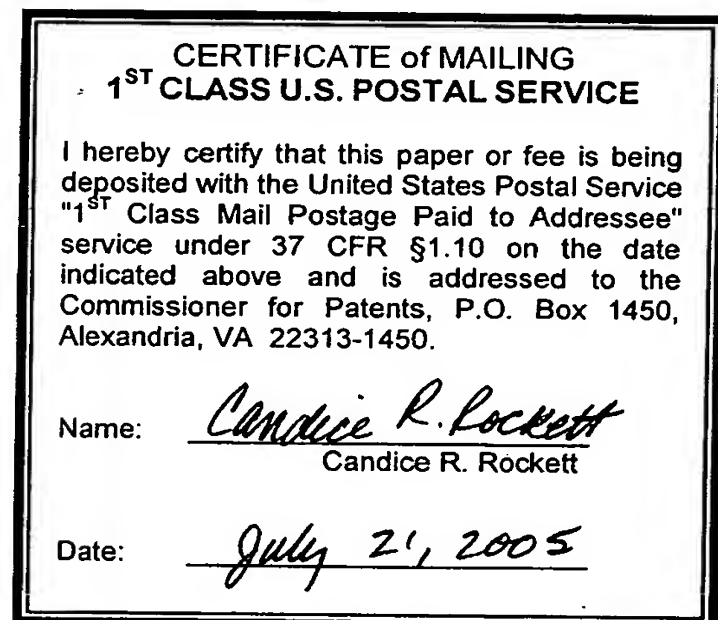 CERTIFICATE of MAILING
1ST CLASS U.S. POSTAL SERVICE
I hereby certify that this paper or fee is being
deposited with the United States Postal Service
"1ST Class Mail Postage Paid to Addressee"
service under 37 CFR §1.10 on the date
indicated above and is addressed to the
Commissioner for Patents, P.O. Box 1450,
Alexandria, VA 22313-1450.
Name: Candice R. Rockett
Candice R. Rockett
Date: July 21, 2005